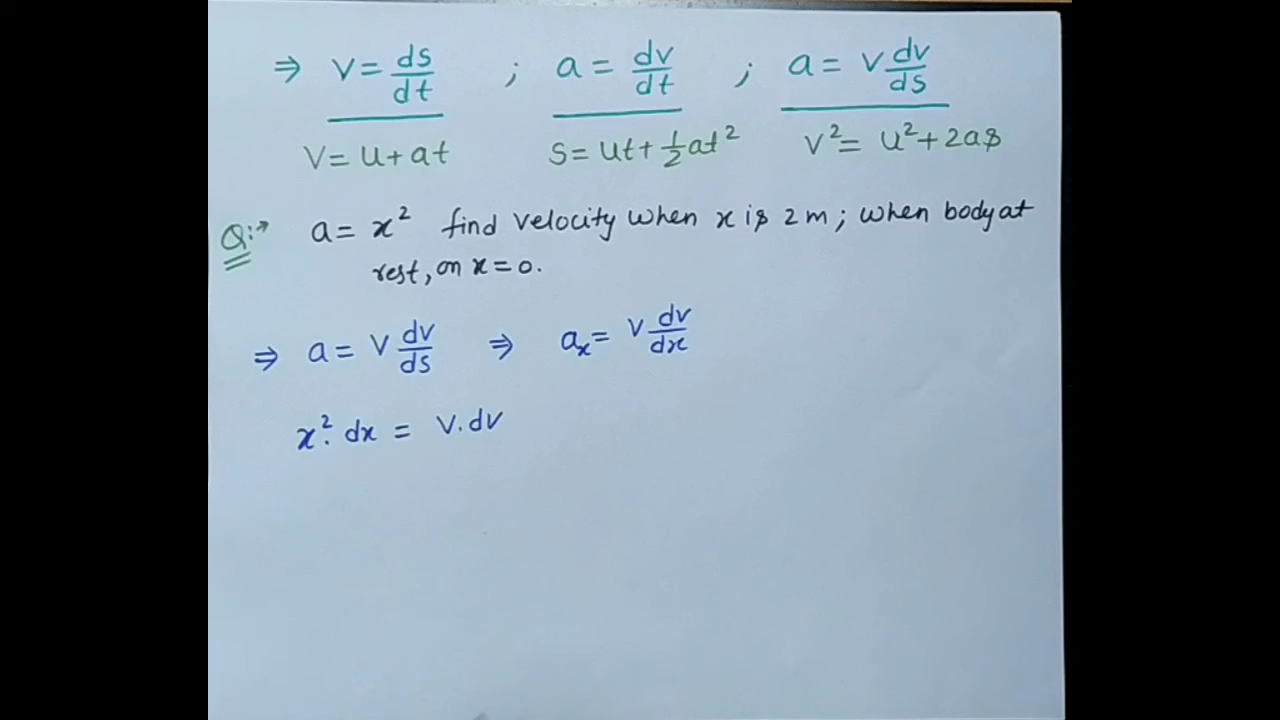 ⇒ v = ds/dt ; a = dv/dt ; a = v dv/ds
v = u + at    s = ut + ½at²    v² = u² + 2as
Q:→ a = x² find velocity when x is 2 m ; when body at
rest, on x = 0.
⇒ a = v dv/ds ⇒ aₓ = v dv/dx
x². dx = v.dv